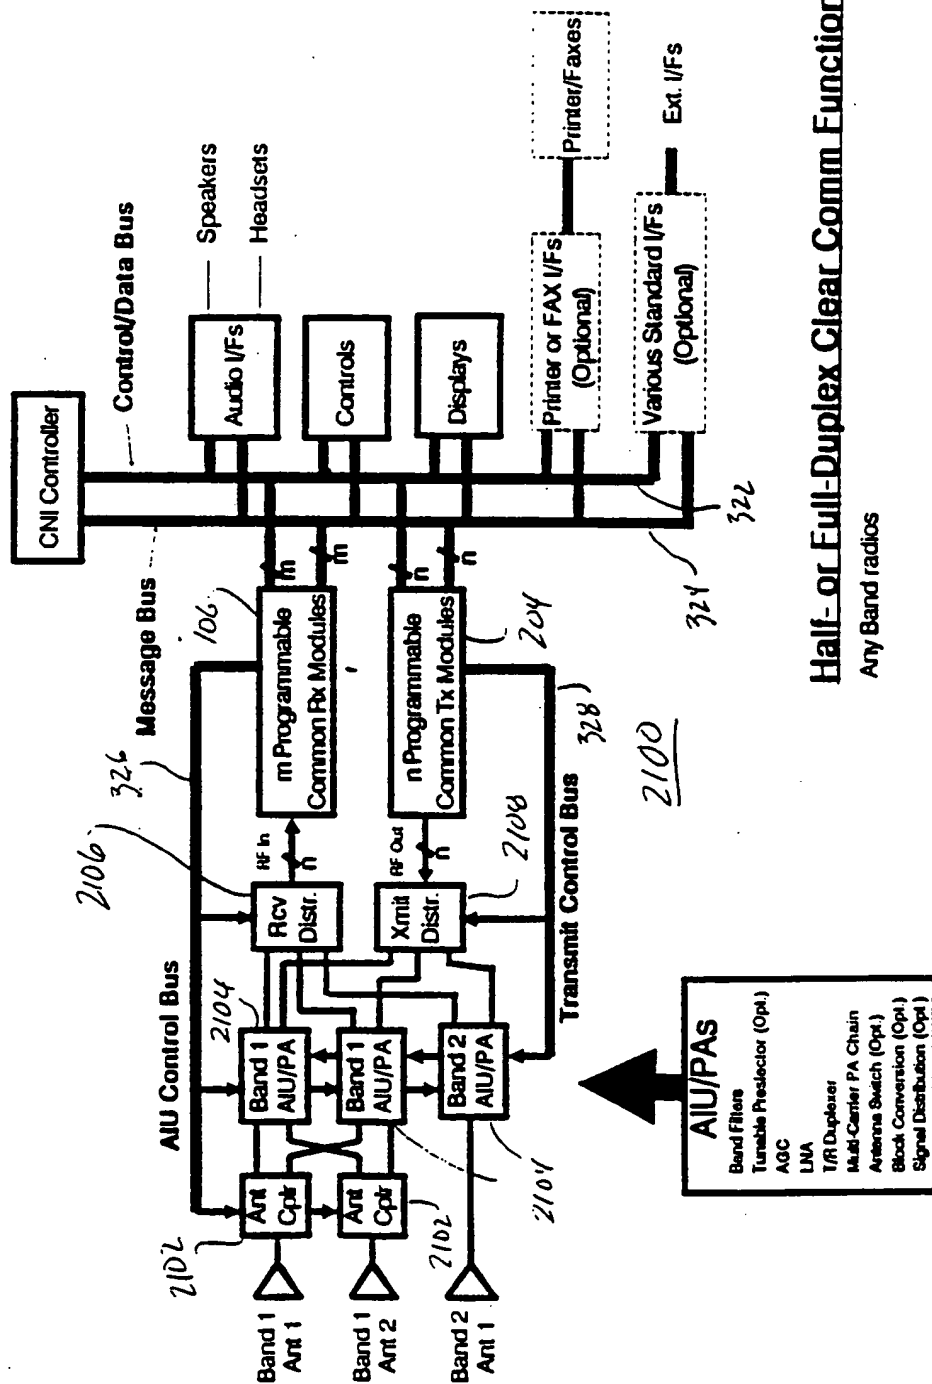 CNI Controller
Control/Data Bus
Message Bus
Audio I/Fs
Speakers
Headsets
Controls
Displays
Printer or FAX I/Fs
(Optional)
Printer/Faxes
Various Standard I/Fs
(Optional)
Ext. I/Fs
322
324
106
m Programmable
Common Rx Modules
m
m
204
n Programmable
Common Tx Modules
n
n
326
328
AIU Control Bus
Transmit Control Bus
2106
Rcv
Distr.
RF In
n
2108
Xmit
Distr.
RF Out
n
2104
Band 1
AIU/PA
Band 1
AIU/PA
Band 2
AIU/PA
2104
2102
Ant
Cplr
Ant
Cplr
2102
Band 1
Ant 1
Band 1
Ant 2
Band 2
Ant 1
2100
AIU/PAs
Band Filters
Tunable Preslector (Opt.)
AGC
LNA
T/R Duplexer
Multi-Carrier PA Chain
Antenna Switch (Opt.)
Block Conversion (Opt.)
Signal Distribution (Opt)
Half- or Full-Duplex Clear Comm Function
Any Band radios